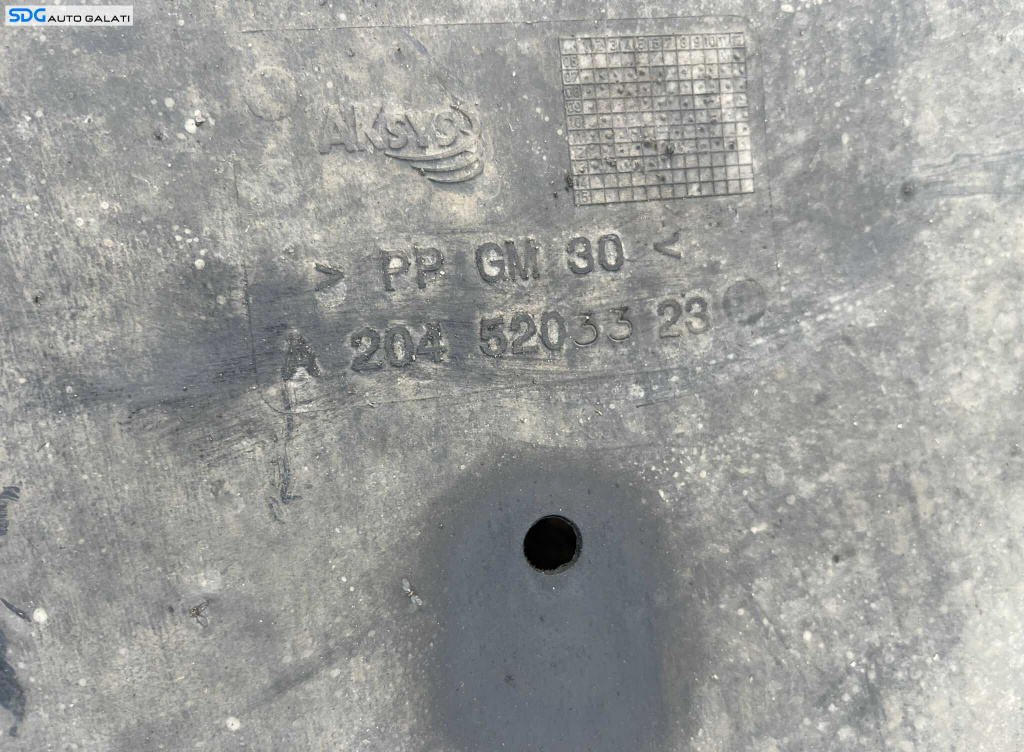 SDG AUTO GALATI
AKsys
> PP GM 30 <
A 204 52033 23